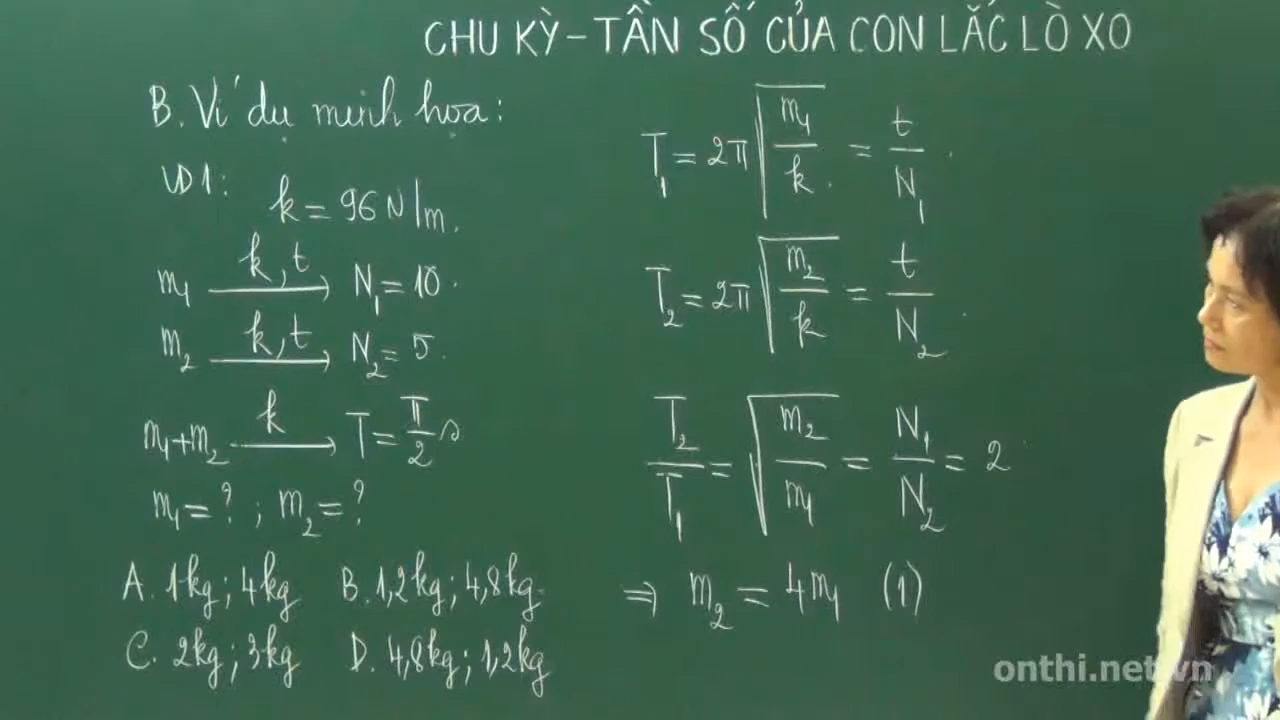 CHU KỲ – TẦN SỐ CỦA CON LẮC LÒ XO
B. Ví dụ minh họa:
VD1:
k = 96 N/m.
m₁ —k, t→ N₁ = 10.
m₂ —k, t→ N₂ = 5.
m₁+m₂ —k→ T = π/2 s
m₁ = ? ; m₂ = ?
A. 1kg; 4kg B. 1,2kg; 4,8kg
C. 2kg; 3kg D. 4,8kg; 1,2kg
T₁ = 2π√(m₁/k) = t/N₁
T₂ = 2π√(m₂/k) = t/N₂
T₂/T₁ = √(m₂/m₁) = N₁/N₂ = 2
⇒ m₂ = 4m₁ (1)
onthi.net.vn